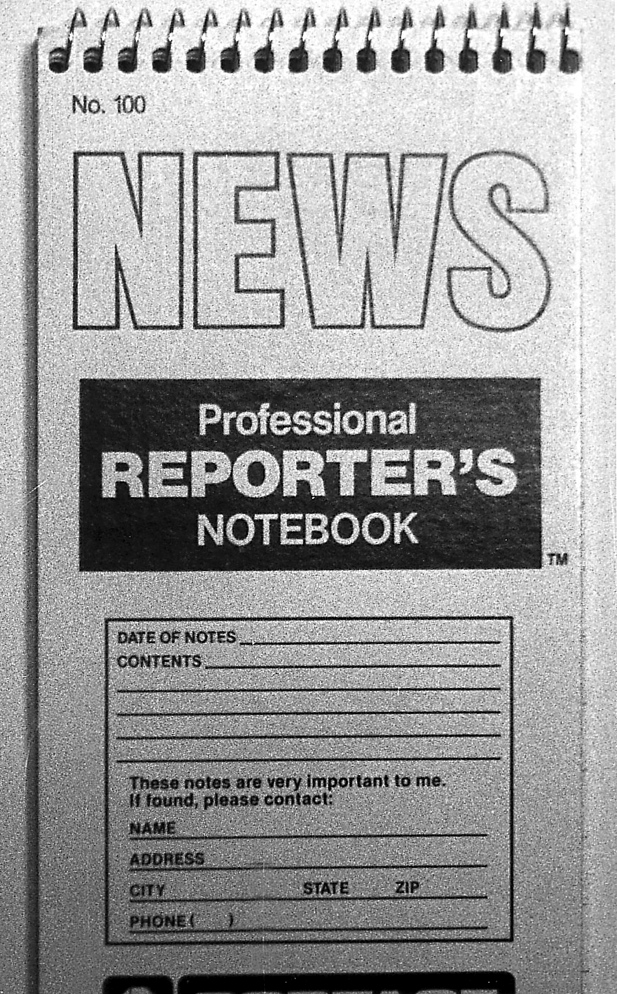 No. 100
NEWS
Professional
REPORTER'S
NOTEBOOK
TM
DATE OF NOTES
CONTENTS
These notes are very important to me.
If found, please contact:
NAME
ADDRESS
CITY STATE ZIP
PHONE ( )